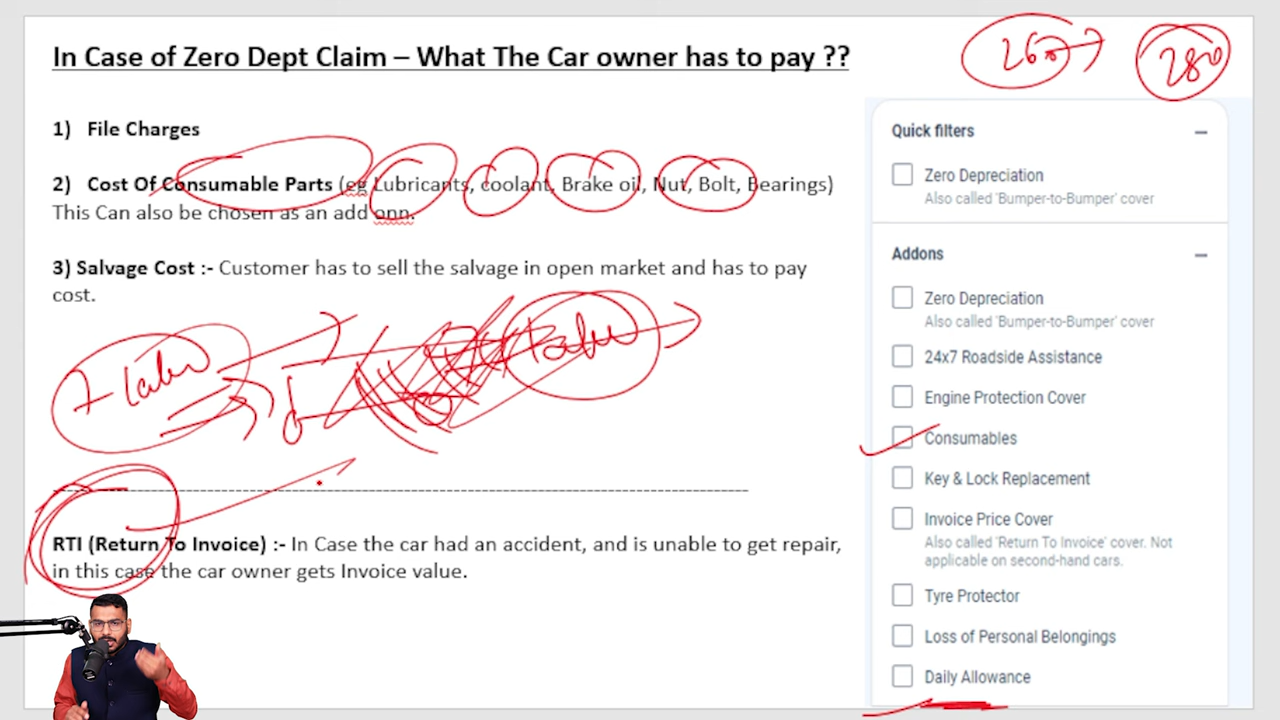 In Case of Zero Dept Claim – What The Car owner has to pay ??
1) File Charges
2) Cost Of Consumable Parts (eg Lubricants, coolant, Brake oil, Nut, Bolt, Bearings)
This Can also be chosen as an add onn.
3) Salvage Cost :- Customer has to sell the salvage in open market and has to pay
cost.
RTI (Return To Invoice) :- In Case the car had an accident, and is unable to get repair,
in this case the car owner gets Invoice value.
Quick filters
Zero Depreciation
Also called 'Bumper-to-Bumper' cover
Addons
Zero Depreciation
Also called 'Bumper-to-Bumper' cover
24x7 Roadside Assistance
Engine Protection Cover
Consumables
Key & Lock Replacement
Invoice Price Cover
Also called 'Return To Invoice' cover. Not
applicable on second-hand cars.
Tyre Protector
Loss of Personal Belongings
Daily Allowance